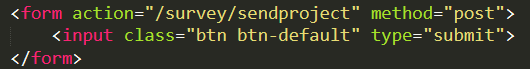 <form action="/survey/sendproject" method="post">
    <input class="btn btn-default" type="submit">
</form>